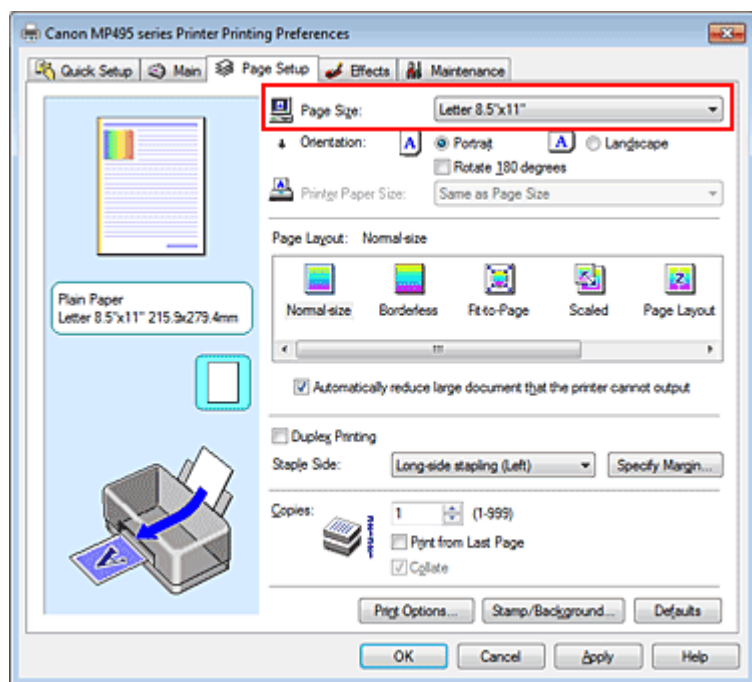 Canon MP495 series Printer Printing Preferences
Quick Setup Main Page Setup Effects Maintenance
Page Size: Letter 8.5"x11"
Orientation: A Portrait A Landscape
Rotate 180 degrees
Printer Paper Size: Same as Page Size
Page Layout: Normal-size
Normal-size Borderless Fit-to-Page Scaled Page Layout
Plain Paper
Letter 8.5"x11" 215.9x279.4mm
Automatically reduce large document that the printer cannot output
Duplex Printing
Staple Side: Long-side stapling (Left) Specify Margin...
Copies: 1 (1-999)
Print from Last Page
Collate
Print Options... Stamp/Background... Defaults
OK Cancel Apply Help